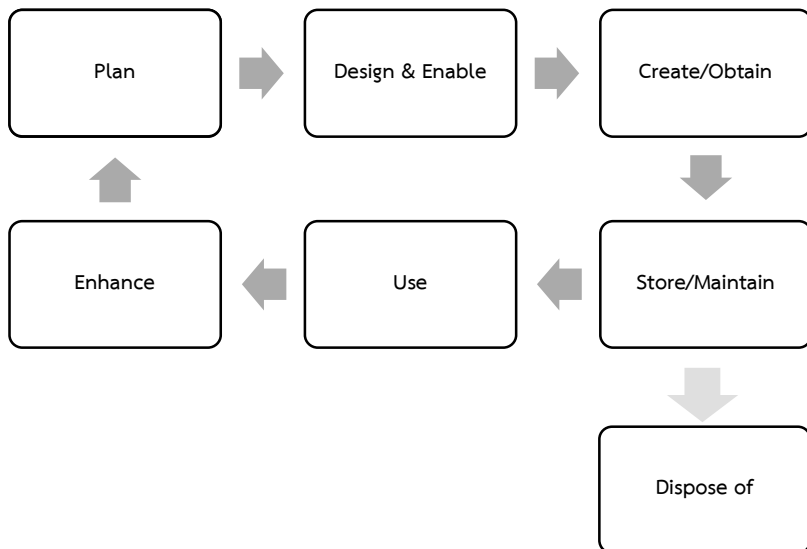 Plan
Design & Enable
Create/Obtain
Enhance
Use
Store/Maintain
Dispose of